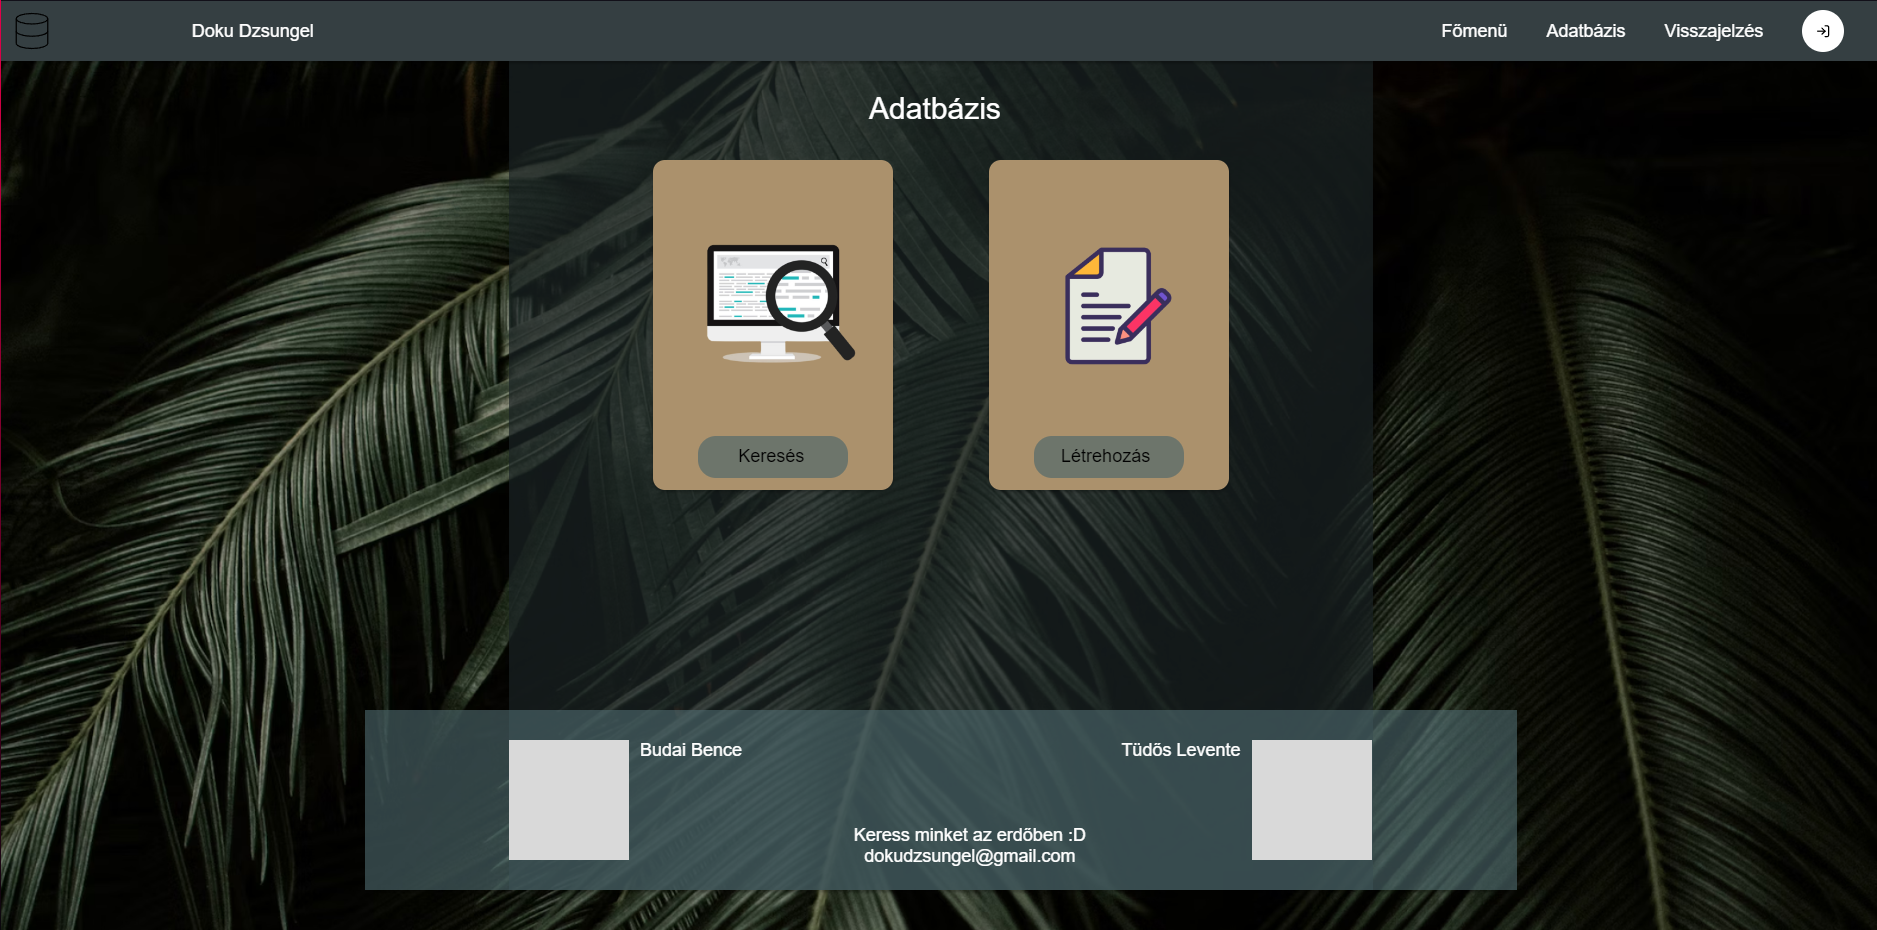 Doku Dzsungel
Főmenü
Adatbázis
Visszajelzés
Adatbázis
Keresés
Létrehozás
Budai Bence
Tüdős Levente
Keress minket az erdőben :D
dokudzsungel@gmail.com